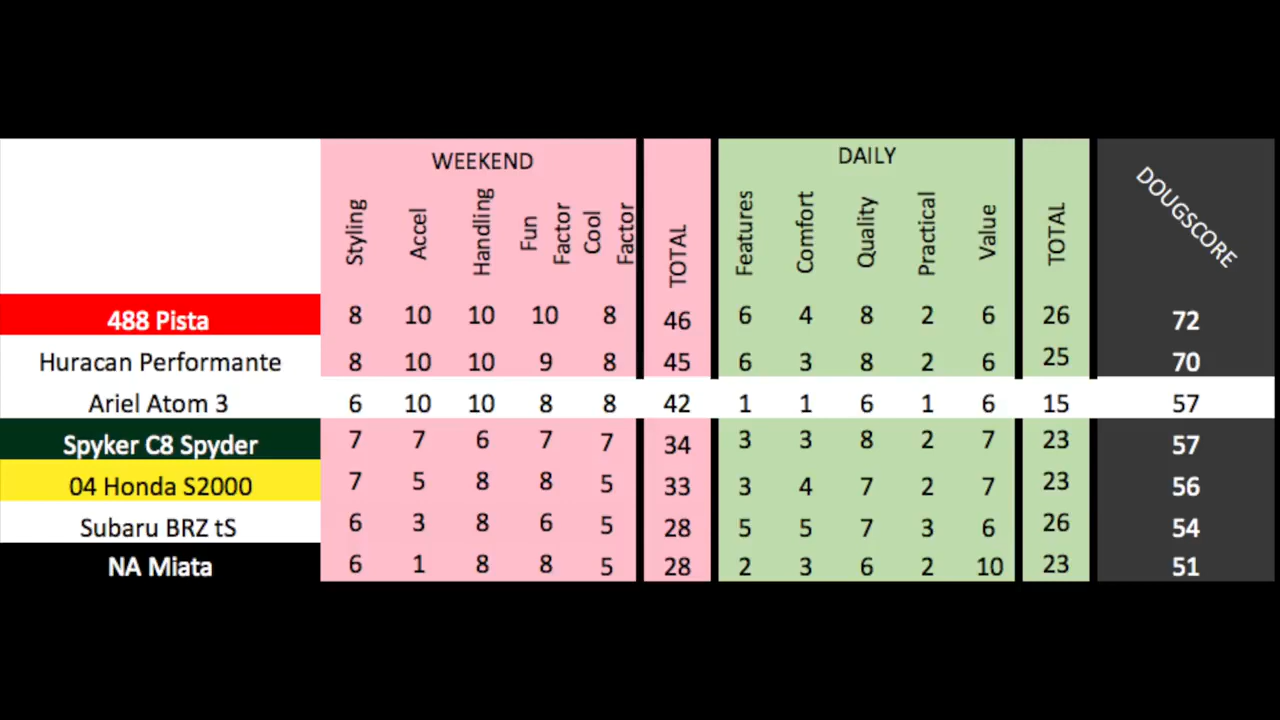 WEEKEND DAILY
Styling Accel Handling Fun Factor Cool Factor TOTAL Features Comfort Quality Practical Value TOTAL DOUGSCORE
488 Pista 8 10 10 10 8 46 6 4 8 2 6 26 72
Huracan Performante 8 10 10 9 8 45 6 3 8 2 6 25 70
Ariel Atom 3 6 10 10 8 8 42 1 1 6 1 6 15 57
Spyker C8 Spyder 7 7 6 7 7 34 3 3 8 2 7 23 57
04 Honda S2000 7 5 8 8 5 33 3 4 7 2 7 23 56
Subaru BRZ tS 6 3 8 6 5 28 5 5 7 3 6 26 54
NA Miata 6 1 8 8 5 28 2 3 6 2 10 23 51